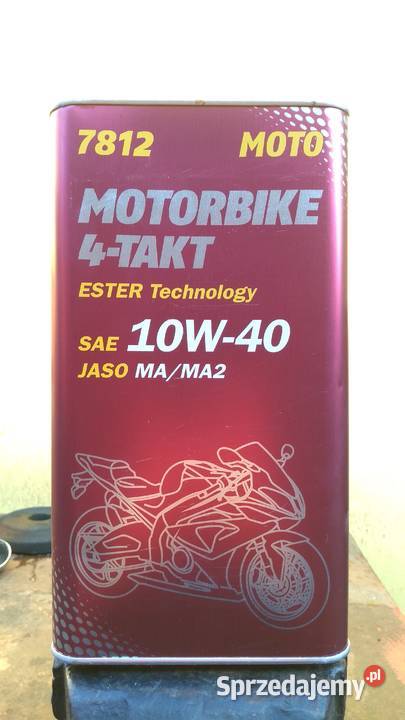 7812 MOTO
MOTORBIKE
4-TAKT
ESTER Technology
SAE 10W-40
JASO MA/MA2
Sprzedajemy.pl